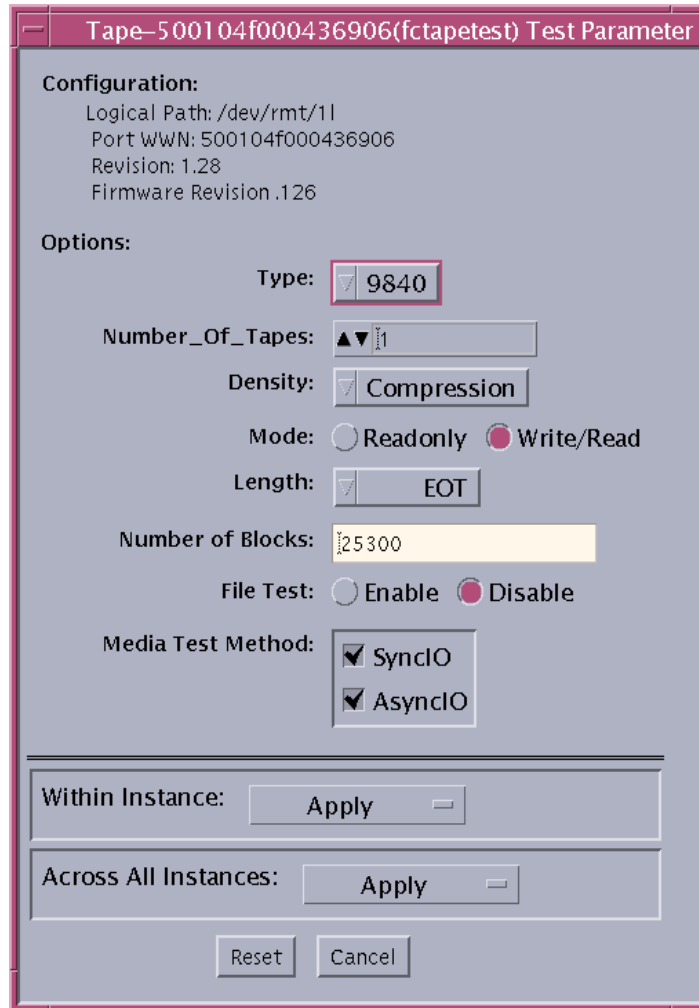 Tape–500104f000436906(fctapetest) Test Parameter
Configuration:
Logical Path: /dev/rmt/1l
Port WWN: 500104f000436906
Revision: 1.28
Firmware Revision .126
Options:
Type: 9840
Number_Of_Tapes: 1
Density: Compression
Mode: Readonly Write/Read
Length: EOT
Number of Blocks: 25300
File Test: Enable Disable
Media Test Method: SyncIO
AsyncIO
Within Instance: Apply
Across All Instances: Apply
Reset Cancel